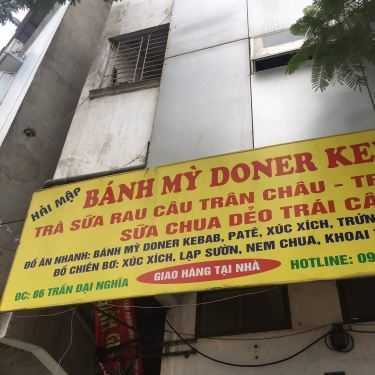 HẢI MẬP
BÁNH MỲ DONER KE
TRÀ SỮA RAU CÂU TRÂN CHÂU - TR
SỮA CHUA DẺO TRÁI CÂ
ĐỒ ĂN NHANH: BÁNH MỲ DONER KEBAB, PATÊ, XÚC XÍCH, TRỨN
ĐỒ CHIÊN BƠ: XÚC XÍCH, LẠP SƯỜN, NEM CHUA, KHOAI
GIAO HÀNG TẠI NHÀ
HOTLINE: 09
ĐC: 86 TRẦN ĐẠI NGHĨA